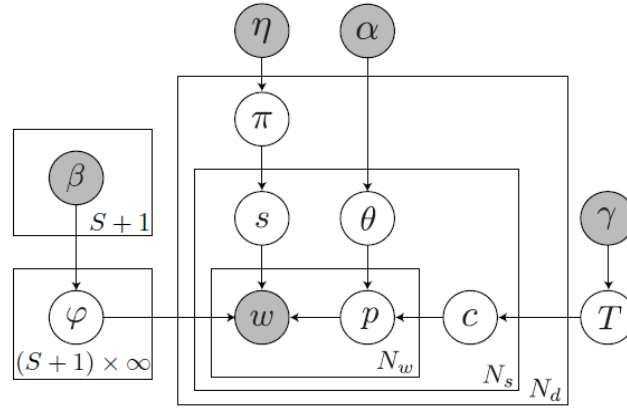 η α
π
β
S + 1
s θ γ
φ w p c T
(S + 1) × ∞
N_w N_s N_d